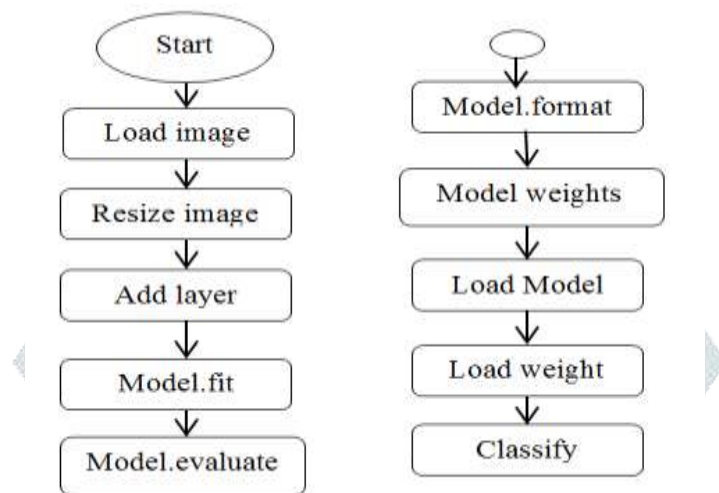 Start
Load image
Resize image
Add layer
Model.fit
Model.evaluate
Model.format
Model weights
Load Model
Load weight
Classify